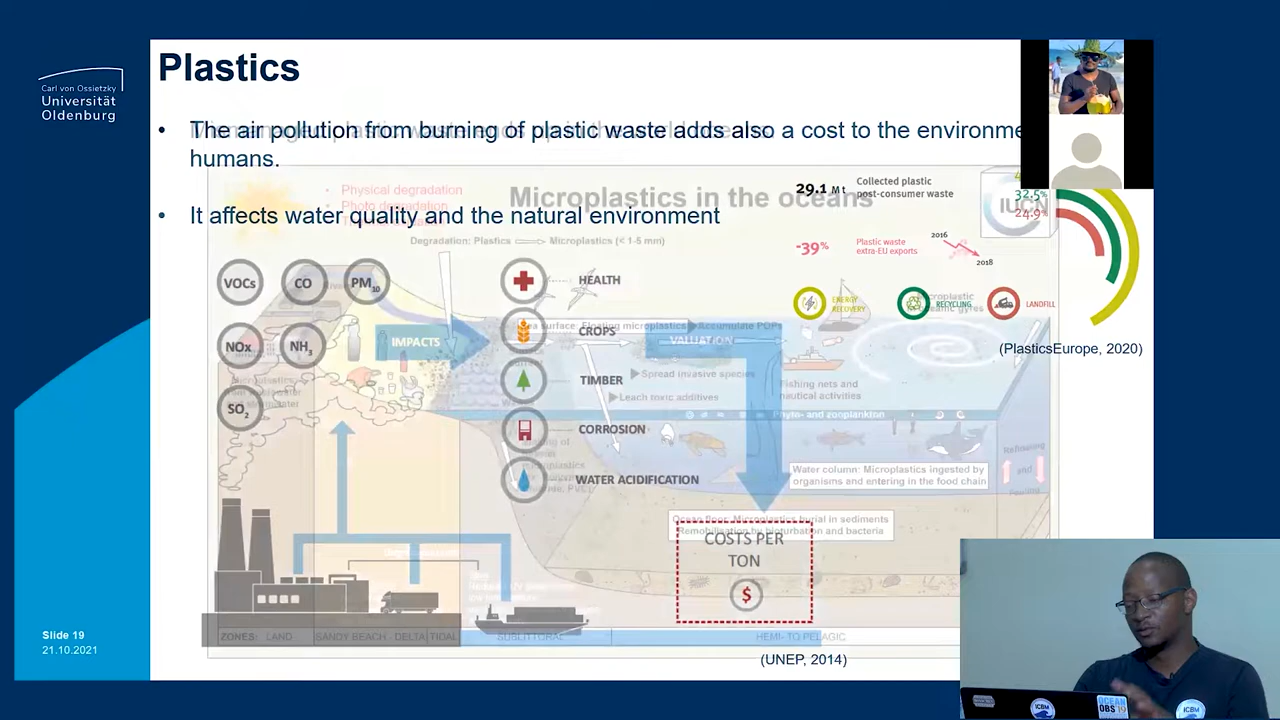 Plastics
Carl von Ossietzky
Universität
Oldenburg
• The air pollution from burning of plastic waste adds also a cost to the environme
humans.
• It affects water quality and the natural environment
• Physical degradation
Photo degradation
Microplastics in the oceans
Degradation: Plastics Microplastics (< 1-5 mm)
29.1 Mt
Collected plastic
post-consumer waste
IUCN
32.5%
24.9%
-39%
Plastic waste
extra-EU exports
2016
2018
ENERGY
RECOVERY
RECYCLING
LANDFILL
(PlasticsEurope, 2020)
VOCs
CO
PM10
NOx
NH3
SO2
IMPACTS
HEALTH
CROPS
TIMBER
CORROSION
WATER ACIDIFICATION
VALUATION
Sea surface: Floating microplastics Accumulate POPs
Spread invasive species
Leach toxic additives
Fishing nets and
nautical activities
Phyto- and zooplankton
Water column: Microplastics ingested by
organisms and entering in the food chain
and
Ocean floor: Microplastics burial in sediments
Remobilisation by bioturbation and bacteria
COSTS PER
TON
$
ZONES: LAND
SANDY BEACH - DELTA TIDAL
SUBLITTORAL
HEMI- TO PELAGIC
(UNEP, 2014)
Slide 19
21.10.2021
ICBM
OCEAN
OBS'19
ICBM